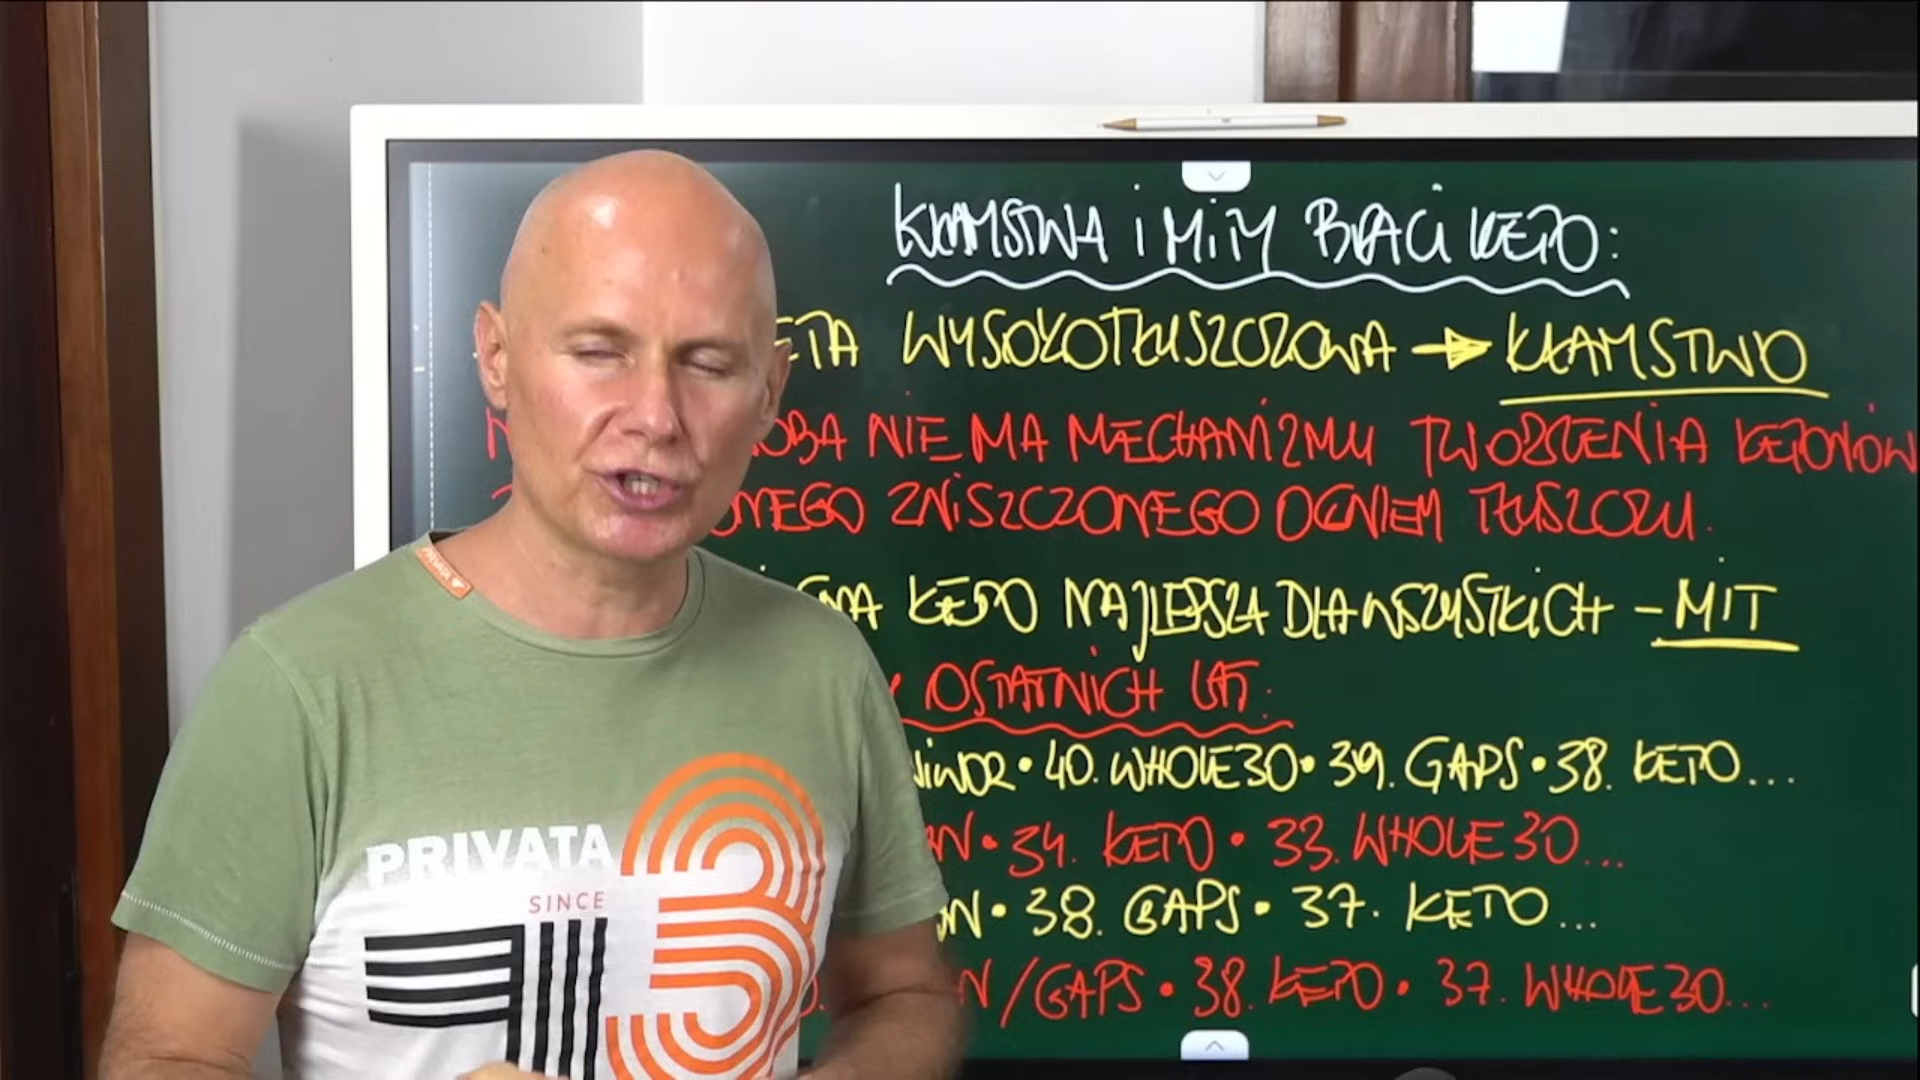 KŁAMSTWA I MITY BRACI KETO:
WYSOKOTŁUSZCZOWA → KŁAMSTWO
NIE MA MECHANIZMU TWORZENIA KETONÓW
ZNISZCZONEGO OGNIEM TŁUSZCZU.
KETO NAJLEPSZA DLA WSZYSTKICH – MIT
OSTATNICH LAT:
• 40. WHOLE30 • 39. GAPS • 38. KETO...
• 34. KETO • 33. WHOLE30...
• 38. GAPS • 37. KETO...
/GAPS • 38. KETO • 37. WHOLE30...
PRIVATA
SINCE
73